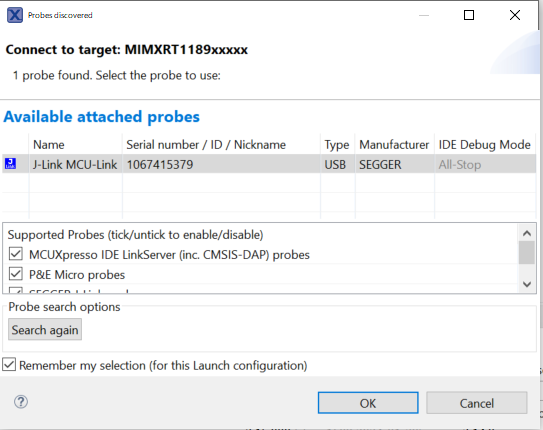 Probes discovered
Connect to target: MIMXRT1189xxxxx
1 probe found. Select the probe to use:
Available attached probes
Name Serial number / ID / Nickname Type Manufacturer IDE Debug Mode
J-Link MCU-Link 1067415379 USB SEGGER All-Stop
Supported Probes (tick/untick to enable/disable)
MCUXpresso IDE LinkServer (inc. CMSIS-DAP) probes
P&E Micro probes
Probe search options
Search again
Remember my selection (for this Launch configuration)
OK Cancel